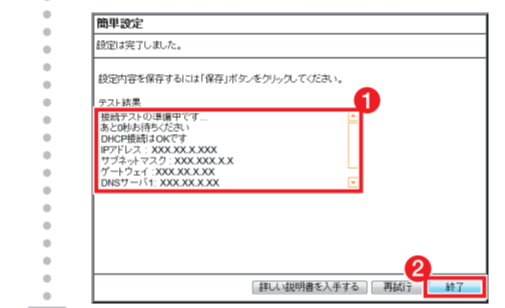 簡単設定
設定は完了しました。
設定内容を保存するには「保存」ボタンをクリックしてください。
テスト結果
1
接続テストの準備中です...
あと0秒お待ちください
DHCP接続はOKです
IPアドレス : XXX.XX.X.XXX
サブネットマスク : XXX.XXX.X.X
ゲートウェイ :XXX.XX.X.XX
DNSサーバ1: XXX.XX.X.XX
2
詳しい説明書を入手する 再試行 終了